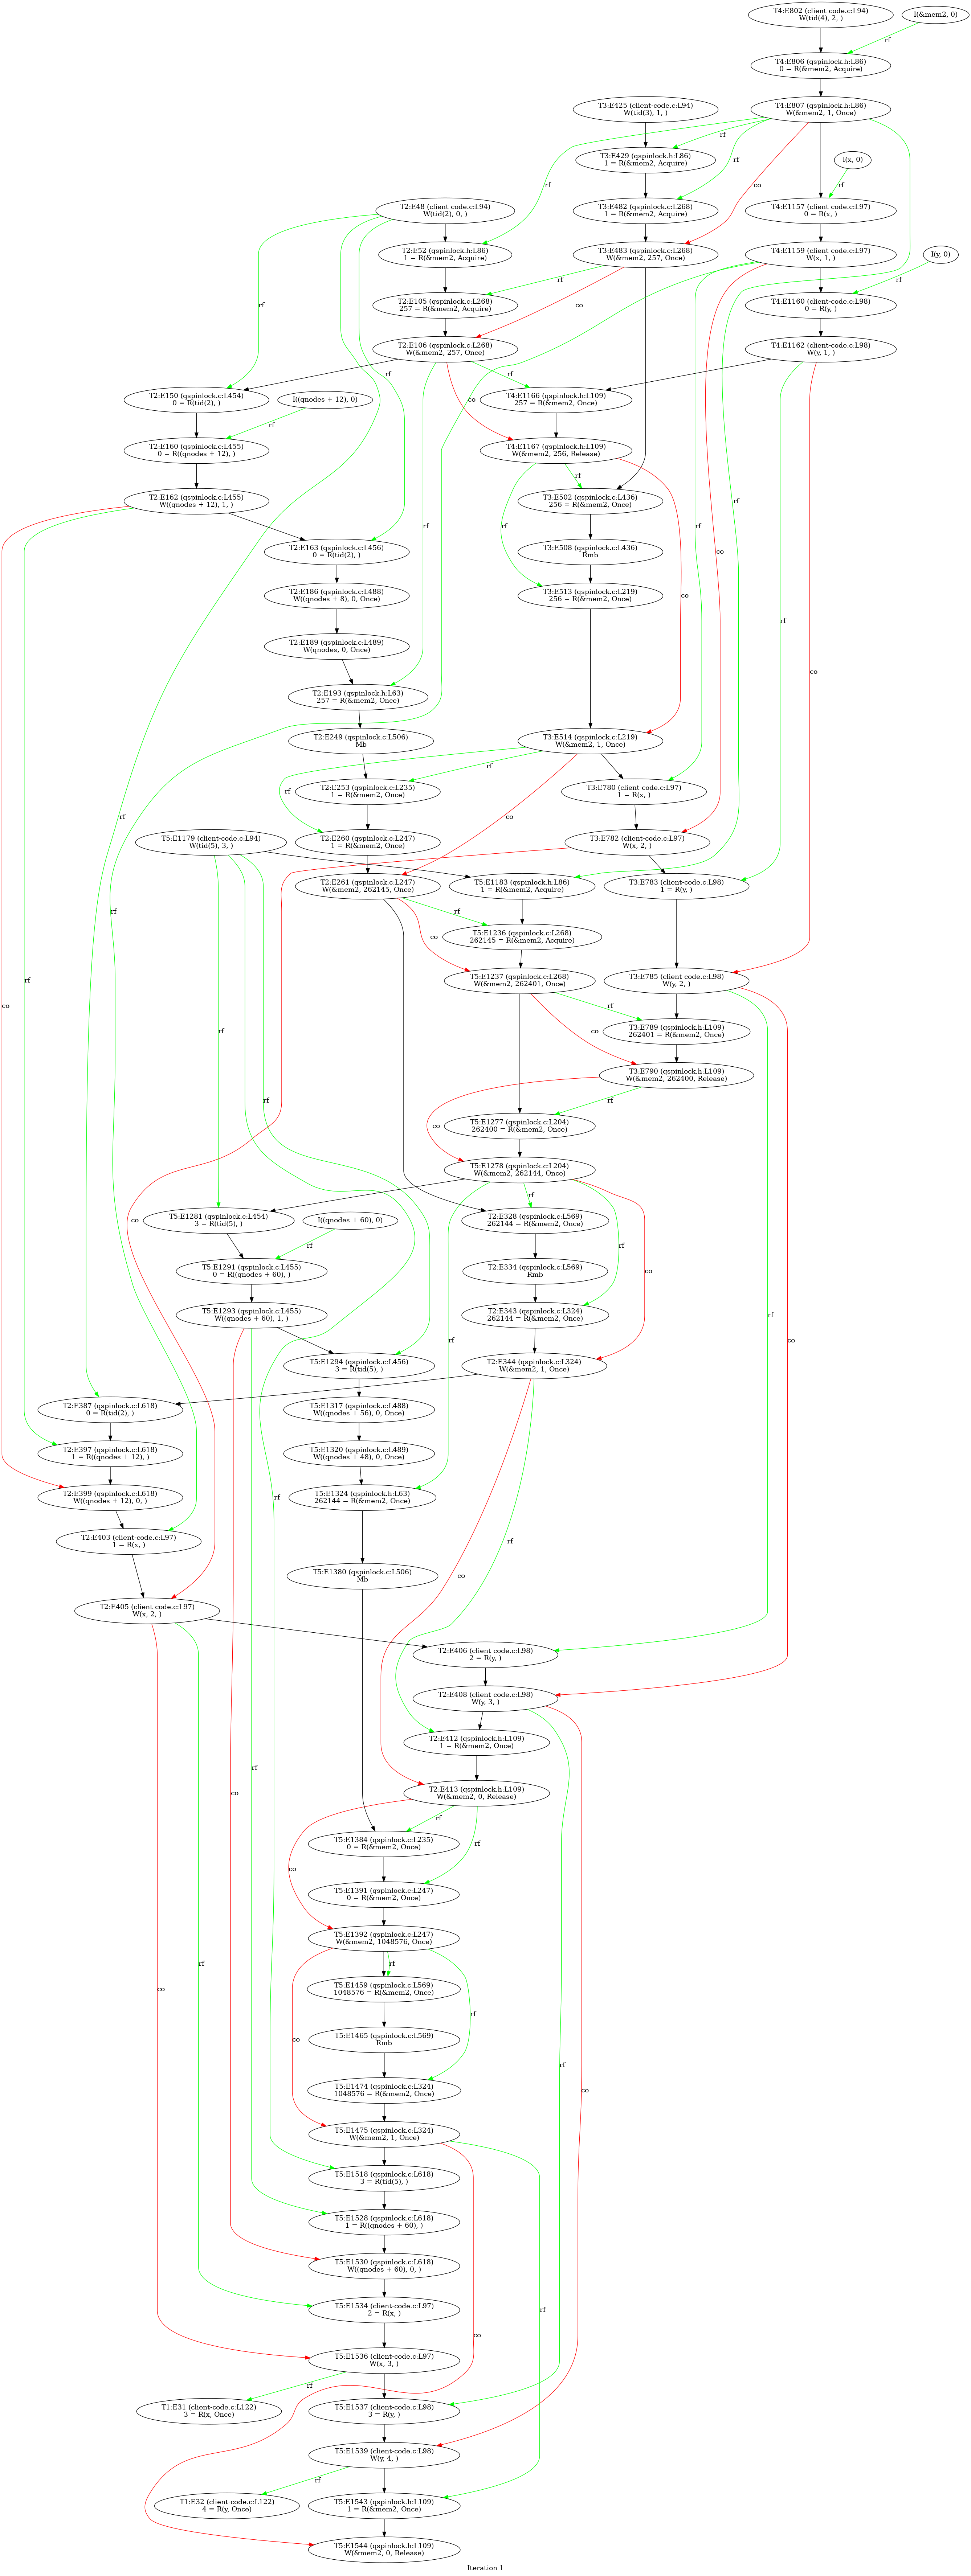 T4:E802 (client-code.c:L94)
W(tid(4), 2, )
I(&mem2, 0)
rf
T4:E806 (qspinlock.h:L86)
0 = R(&mem2, Acquire)
T3:E425 (client-code.c:L94)
W(tid(3), 1, )
T4:E807 (qspinlock.h:L86)
W(&mem2, 1, Once)
rf
T3:E429 (qspinlock.h:L86)
1 = R(&mem2, Acquire)
rf
I(x, 0)
rf
co
rf
T2:E48 (client-code.c:L94)
W(tid(2), 0, )
T3:E482 (qspinlock.c:L268)
1 = R(&mem2, Acquire)
T4:E1157 (client-code.c:L97)
0 = R(x, )
T2:E52 (qspinlock.h:L86)
1 = R(&mem2, Acquire)
T3:E483 (qspinlock.c:L268)
W(&mem2, 257, Once)
T4:E1159 (client-code.c:L97)
W(x, 1, )
I(y, 0)
rf
rf
rf
T2:E105 (qspinlock.c:L268)
257 = R(&mem2, Acquire)
co
T4:E1160 (client-code.c:L98)
0 = R(y, )
T2:E106 (qspinlock.c:L268)
W(&mem2, 257, Once)
T4:E1162 (client-code.c:L98)
W(y, 1, )
rf
rf
T2:E150 (qspinlock.c:L454)
0 = R(tid(2), )
I((qnodes + 12), 0)
co
T4:E1166 (qspinlock.h:L109)
257 = R(&mem2, Once)
rf
T2:E160 (qspinlock.c:L455)
0 = R((qnodes + 12), )
T4:E1167 (qspinlock.h:L109)
W(&mem2, 256, Release)
rf
T2:E162 (qspinlock.c:L455)
W((qnodes + 12), 1, )
T3:E502 (qspinlock.c:L436)
256 = R(&mem2, Once)
rf
rf
rf
rf
T2:E163 (qspinlock.c:L456)
0 = R(tid(2), )
T3:E508 (qspinlock.c:L436)
Rmb
co
T2:E186 (qspinlock.c:L488)
W((qnodes + 8), 0, Once)
T3:E513 (qspinlock.c:L219)
256 = R(&mem2, Once)
co
rf
T2:E189 (qspinlock.c:L489)
W(qnodes, 0, Once)
co
T2:E193 (qspinlock.h:L63)
257 = R(&mem2, Once)
T2:E249 (qspinlock.c:L506)
Mb
T3:E514 (qspinlock.c:L219)
W(&mem2, 1, Once)
rf
T2:E253 (qspinlock.c:L235)
1 = R(&mem2, Once)
rf
T3:E780 (client-code.c:L97)
1 = R(x, )
rf
co
T5:E1179 (client-code.c:L94)
W(tid(5), 3, )
T2:E260 (qspinlock.c:L247)
1 = R(&mem2, Once)
T3:E782 (client-code.c:L97)
W(x, 2, )
T2:E261 (qspinlock.c:L247)
W(&mem2, 262145, Once)
T5:E1183 (qspinlock.h:L86)
1 = R(&mem2, Acquire)
T3:E783 (client-code.c:L98)
1 = R(y, )
rf
rf
co
T5:E1236 (qspinlock.c:L268)
262145 = R(&mem2, Acquire)
rf
T5:E1237 (qspinlock.c:L268)
W(&mem2, 262401, Once)
T3:E785 (client-code.c:L98)
W(y, 2, )
co
rf
rf
co
T3:E789 (qspinlock.h:L109)
262401 = R(&mem2, Once)
T3:E790 (qspinlock.h:L109)
W(&mem2, 262400, Release)
rf
rf
co
T5:E1277 (qspinlock.c:L204)
262400 = R(&mem2, Once)
T5:E1278 (qspinlock.c:L204)
W(&mem2, 262144, Once)
rf
co
T5:E1281 (qspinlock.c:L454)
3 = R(tid(5), )
I((qnodes + 60), 0)
T2:E328 (qspinlock.c:L569)
262144 = R(&mem2, Once)
rf
rf
T5:E1291 (qspinlock.c:L455)
0 = R((qnodes + 60), )
T2:E334 (qspinlock.c:L569)
Rmb
co
T5:E1293 (qspinlock.c:L455)
W((qnodes + 60), 1, )
T2:E343 (qspinlock.c:L324)
262144 = R(&mem2, Once)
rf
rf
co
T5:E1294 (qspinlock.c:L456)
3 = R(tid(5), )
T2:E344 (qspinlock.c:L324)
W(&mem2, 1, Once)
T2:E387 (qspinlock.c:L618)
0 = R(tid(2), )
T5:E1317 (qspinlock.c:L488)
W((qnodes + 56), 0, Once)
T2:E397 (qspinlock.c:L618)
1 = R((qnodes + 12), )
T5:E1320 (qspinlock.c:L489)
W((qnodes + 48), 0, Once)
T2:E399 (qspinlock.c:L618)
W((qnodes + 12), 0, )
rf
T5:E1324 (qspinlock.h:L63)
262144 = R(&mem2, Once)
T2:E403 (client-code.c:L97)
1 = R(x, )
rf
T5:E1380 (qspinlock.c:L506)
Mb
co
T2:E405 (client-code.c:L97)
W(x, 2, )
T2:E406 (client-code.c:L98)
2 = R(y, )
T2:E408 (client-code.c:L98)
W(y, 3, )
rf
T2:E412 (qspinlock.h:L109)
1 = R(&mem2, Once)
co
T2:E413 (qspinlock.h:L109)
W(&mem2, 0, Release)
rf
T5:E1384 (qspinlock.c:L235)
0 = R(&mem2, Once)
rf
co
T5:E1391 (qspinlock.c:L247)
0 = R(&mem2, Once)
T5:E1392 (qspinlock.c:L247)
W(&mem2, 1048576, Once)
rf
rf
co
T5:E1459 (qspinlock.c:L569)
1048576 = R(&mem2, Once)
rf
co
T5:E1465 (qspinlock.c:L569)
Rmb
rf
T5:E1474 (qspinlock.c:L324)
1048576 = R(&mem2, Once)
co
T5:E1475 (qspinlock.c:L324)
W(&mem2, 1, Once)
T5:E1518 (qspinlock.c:L618)
3 = R(tid(5), )
T5:E1528 (qspinlock.c:L618)
1 = R((qnodes + 60), )
T5:E1530 (qspinlock.c:L618)
W((qnodes + 60), 0, )
T5:E1534 (client-code.c:L97)
2 = R(x, )
rf
co
T5:E1536 (client-code.c:L97)
W(x, 3, )
rf
T1:E31 (client-code.c:L122)
3 = R(x, Once)
T5:E1537 (client-code.c:L98)
3 = R(y, )
T5:E1539 (client-code.c:L98)
W(y, 4, )
rf
T1:E32 (client-code.c:L122)
4 = R(y, Once)
T5:E1543 (qspinlock.h:L109)
1 = R(&mem2, Once)
T5:E1544 (qspinlock.h:L109)
W(&mem2, 0, Release)
Iteration 1